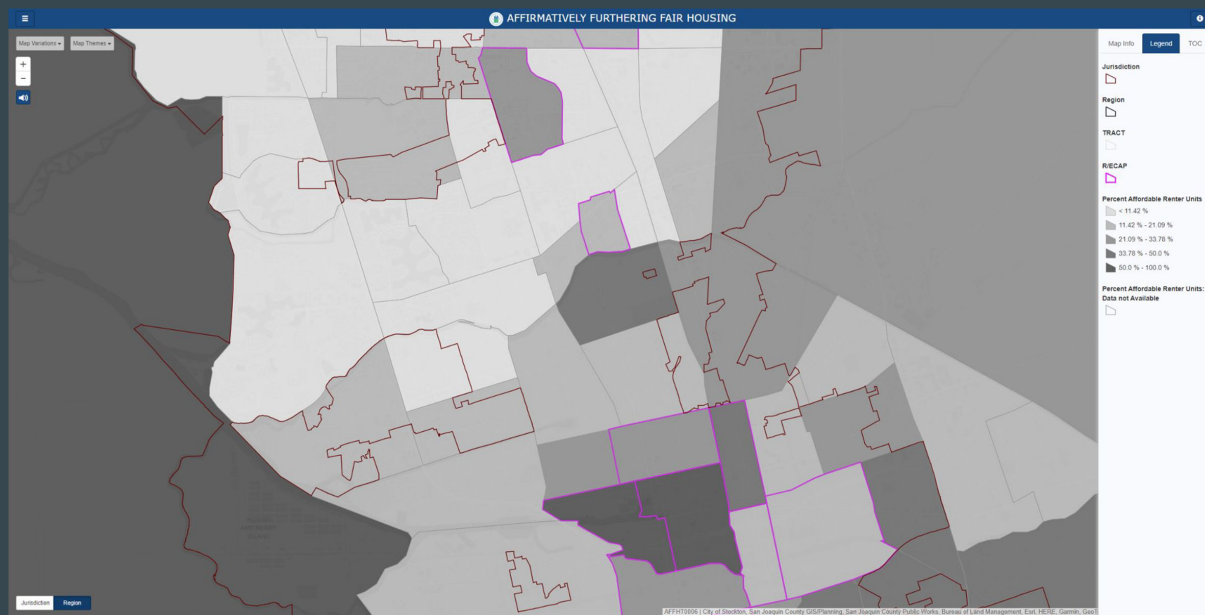 AFFIRMATIVELY FURTHERING FAIR HOUSING
Map Variations
Map Themes
+
−
Map Info
Legend
TOC
Jurisdiction
Region
TRACT
R/ECAP
Percent Affordable Renter Units
< 11.42 %
11.42 % - 21.09 %
21.09 % - 33.78 %
33.78 % - 50.0 %
50.0 % - 100.0 %
Percent Affordable Renter Units:
Data not Available
Jurisdiction
Region
AFFHT0006 | City of Stockton, San Joaquin County GIS/Planning, San Joaquin County Public Works, Bureau of Land Management, Esri, HERE, Garmin, Geo